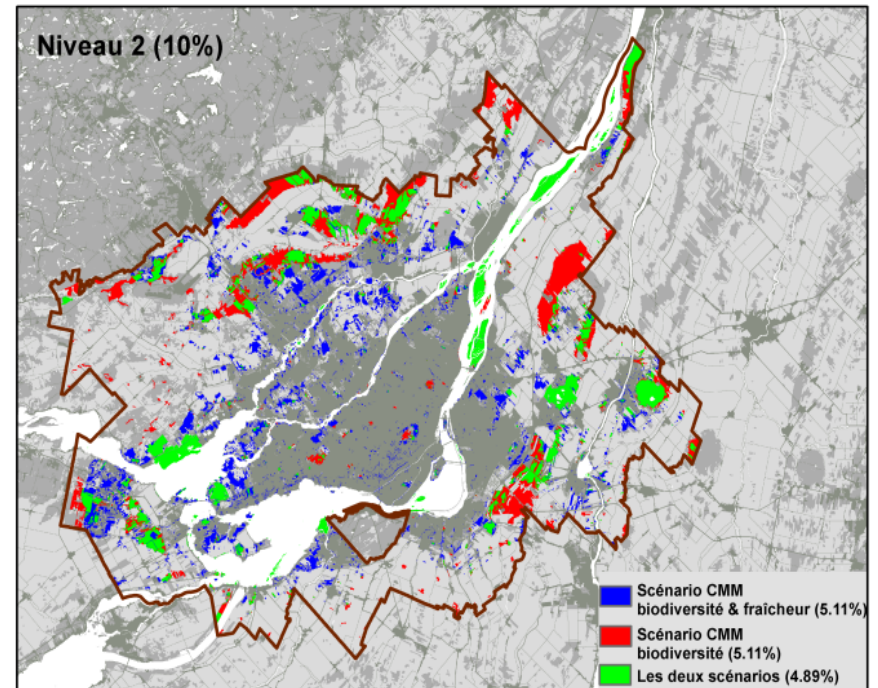 Niveau 2 (10%)
Scénario CMM
biodiversité & fraîcheur (5.11%)
Scénario CMM
biodiversité (5.11%)
Les deux scénarios (4.89%)